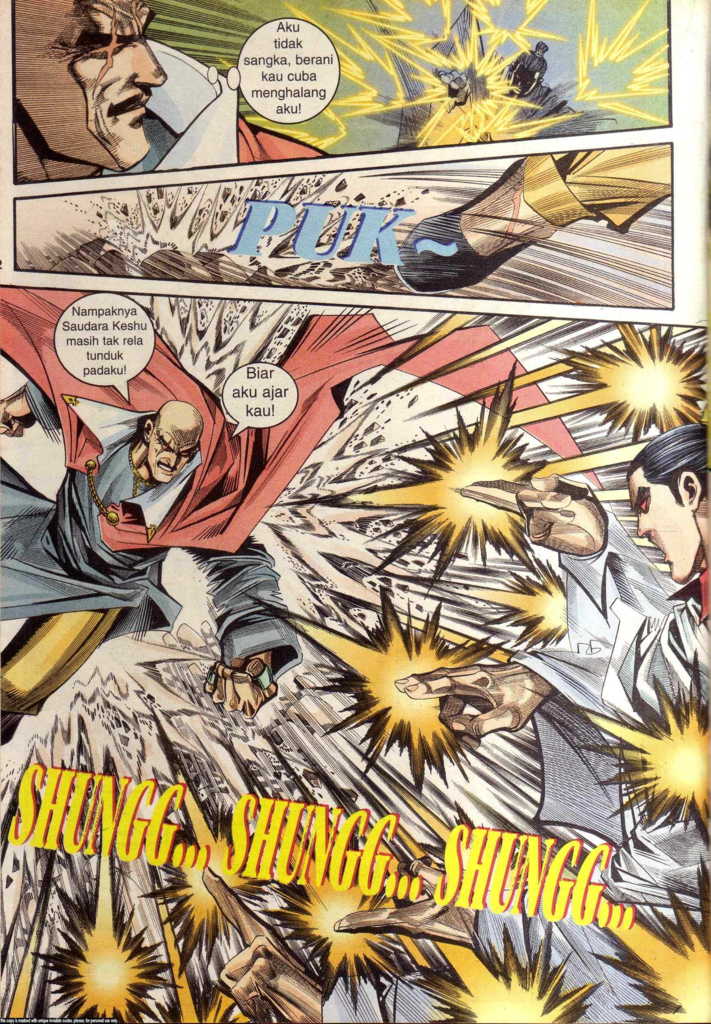 Aku
tidak
sangka, berani
kau cuba
menghalang
aku!
PUK~
Nampaknya
Saudara Keshu
masih tak rela
tunduk
padaku!
Biar
aku ajar
kau!
SHUNGG... SHUNGG... SHUNGG...